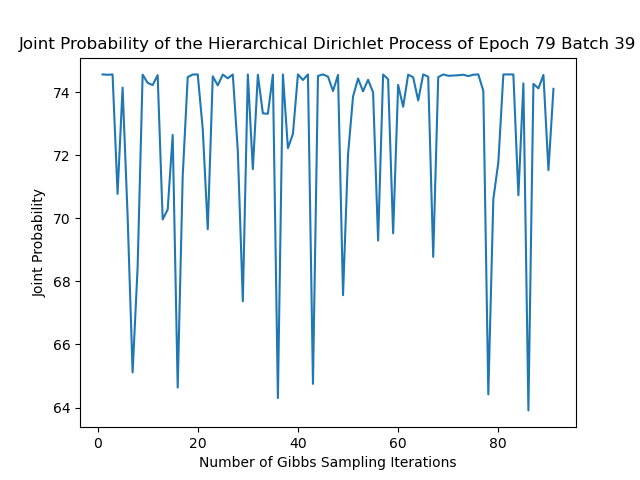 Joint Probability of the Hierarchical Dirichlet Process of Epoch 79 Batch 39
74
72
70
68
66
64
Joint Probability
0 20 40 60 80
Number of Gibbs Sampling Iterations